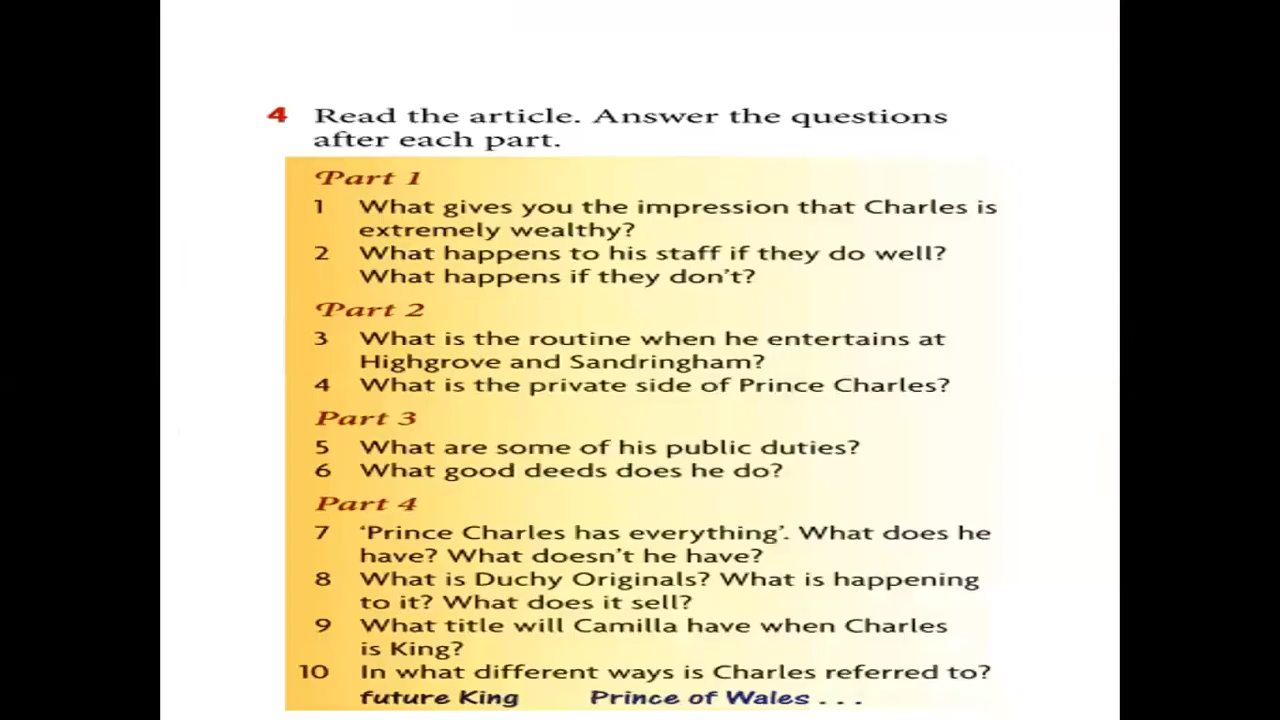 4 Read the article. Answer the questions
after each part.
Part 1
1 What gives you the impression that Charles is
extremely wealthy?
2 What happens to his staff if they do well?
What happens if they don't?
Part 2
3 What is the routine when he entertains at
Highgrove and Sandringham?
4 What is the private side of Prince Charles?
Part 3
5 What are some of his public duties?
6 What good deeds does he do?
Part 4
7 ‘Prince Charles has everything’. What does he
have? What doesn't he have?
8 What is Duchy Originals? What is happening
to it? What does it sell?
9 What title will Camilla have when Charles
is King?
10 In what different ways is Charles referred to?
future King Prince of Wales . . .